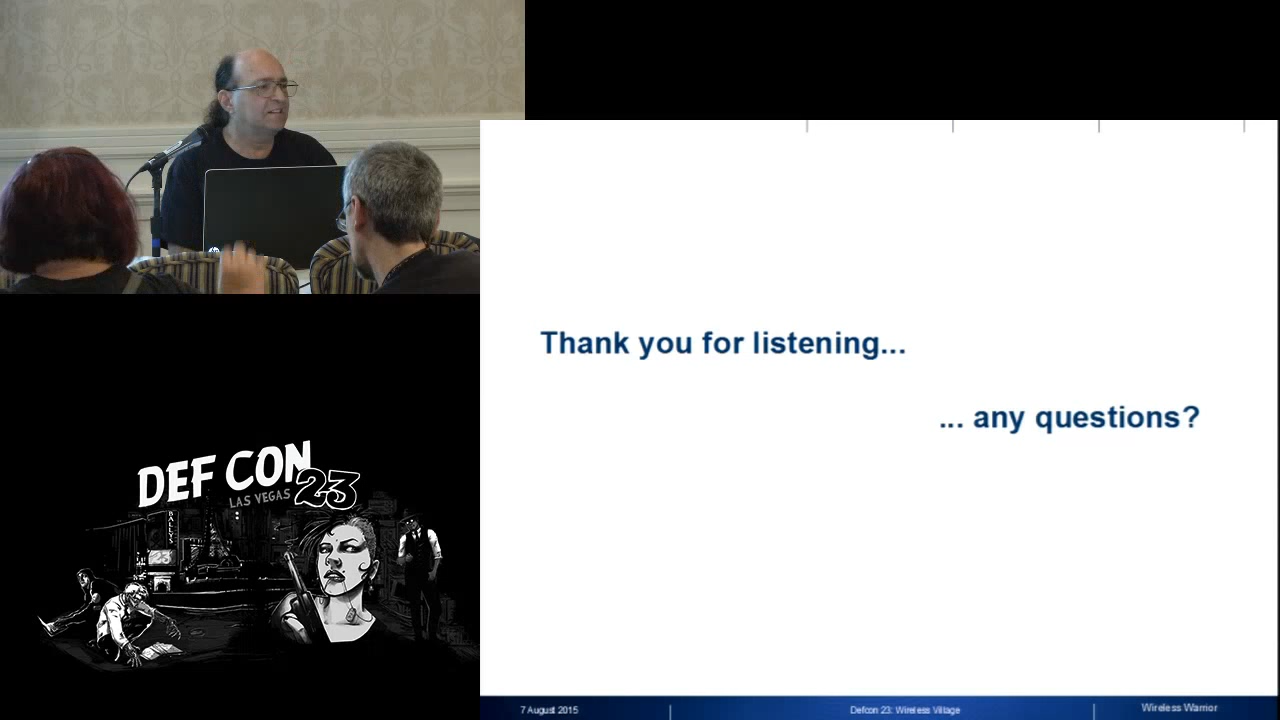 Thank you for listening...
... any questions?
DEF CON
LAS VEGAS 23
BALLYS
7 August 2015
Defcon 23: Wireless Village
Wireless Warrior